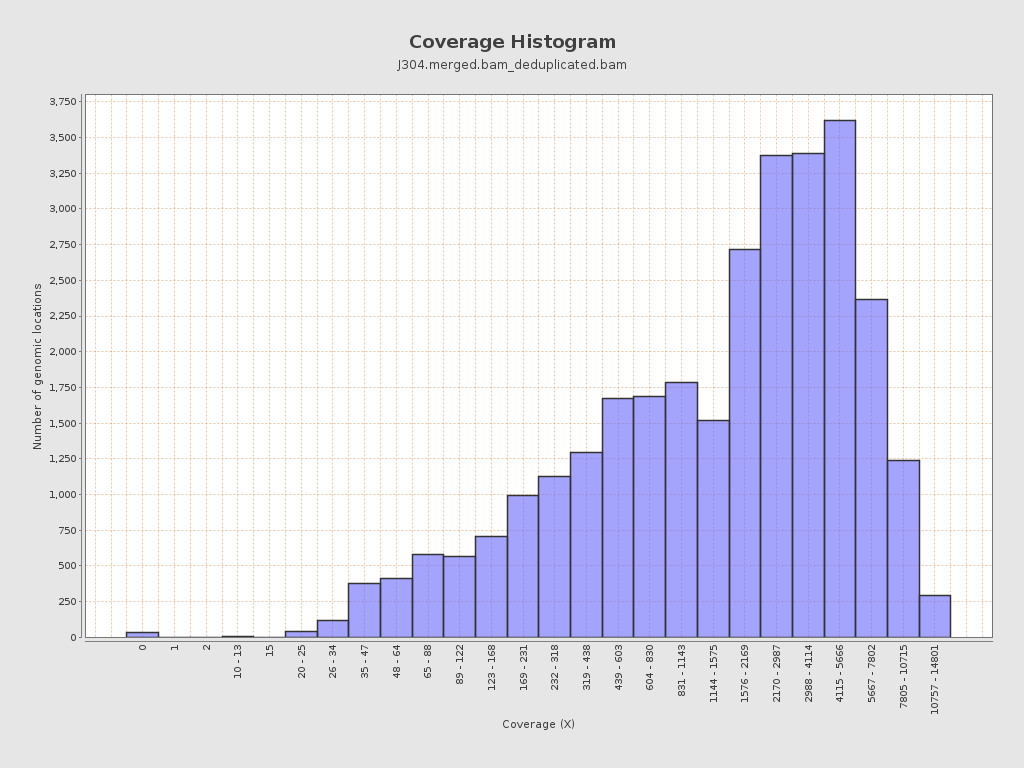 Coverage Histogram
J304.merged.bam_deduplicated.bam
Number of genomic locations
3,750
3,500
3,250
3,000
2,750
2,500
2,250
2,000
1,750
1,500
1,250
1,000
750
500
250
0
0
1
2
10 - 13
15
20 - 25
26 - 34
35 - 47
48 - 64
65 - 88
89 - 122
123 - 168
169 - 231
232 - 318
319 - 438
439 - 603
604 - 830
831 - 1143
1144 - 1575
1576 - 2169
2170 - 2987
2988 - 4114
4115 - 5666
5667 - 7802
7805 - 10715
10757 - 14801
Coverage (X)